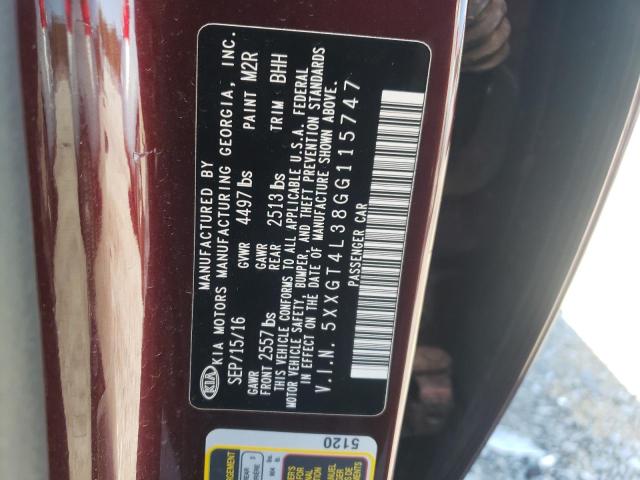 KIA
MANUFACTURED BY
KIA MOTORS MANUFACTURING GEORGIA, INC.
SEP/15/16 GVWR 4497lbs PAINT M2R
GAWR FRONT 2557lbs GAWR REAR 2513lbs TRIM BHH
THIS VEHICLE CONFORMS TO ALL APPLICABLE U.S.A. FEDERAL
MOTOR VEHICLE SAFETY, BUMPER, AND THEFT PREVENTION STANDARDS
IN EFFECT ON THE DATE OF MANUFACTURE SHOWN ABOVE.
V.I.N. 5XXGT4L38GG115747
PASSENGER CAR
5120